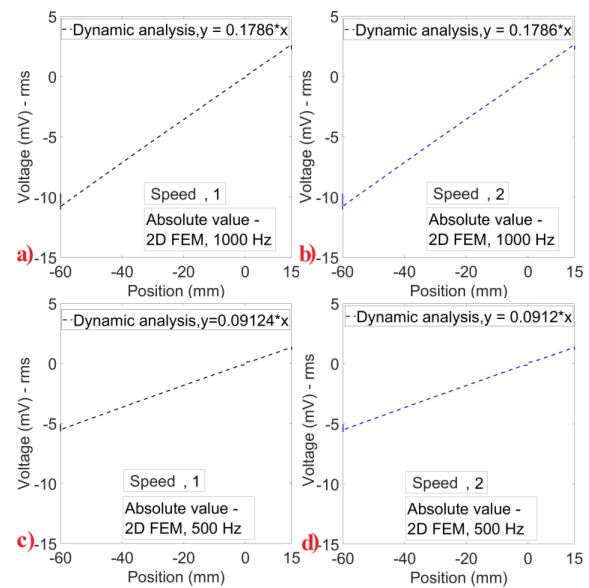 Dynamic analysis,y = 0.1786*x
Voltage (mV) - rms
5
0
-5
-10
-15
Speed , 1
Absolute value -
2D FEM, 1000 Hz
a)
-60 -40 -20 0 15
Position (mm)
Dynamic analysis,y = 0.1786*x
Voltage (mV) - rms
5
0
-5
-10
-15
Speed , 2
Absolute value -
2D FEM, 1000 Hz
b)
-60 -40 -20 0 15
Position (mm)
Dynamic analysis,y=0.09124*x
Voltage (mV) - rms
5
0
-5
-10
-15
Speed , 1
Absolute value -
2D FEM, 500 Hz
c)
-60 -40 -20 0 15
Position (mm)
Dynamic analysis,y = 0.0912*x
Voltage (mV) - rms
5
0
-5
-10
-15
Speed , 2
Absolute value -
2D FEM, 500 Hz
d)
-60 -40 -20 0 15
Position (mm)